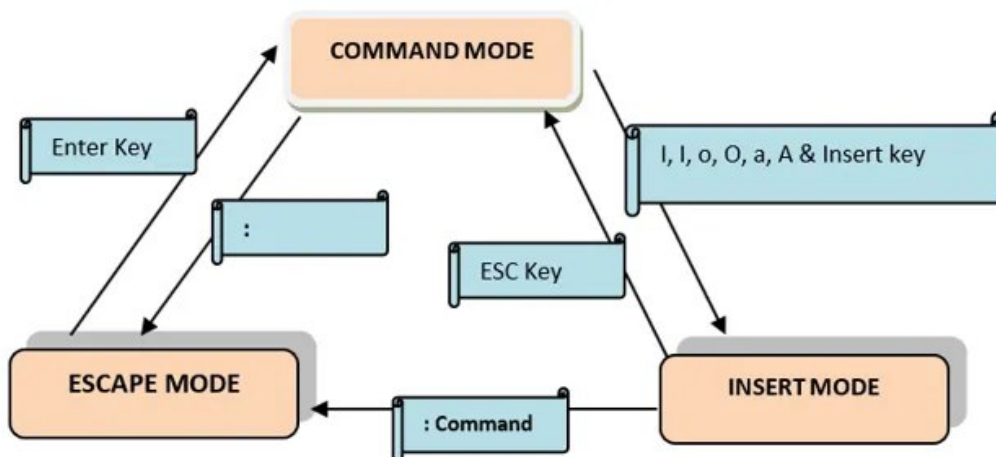 COMMAND MODE
Enter Key
I, I, o, O, a, A & Insert key
:
ESC Key
ESCAPE MODE
INSERT MODE
: Command